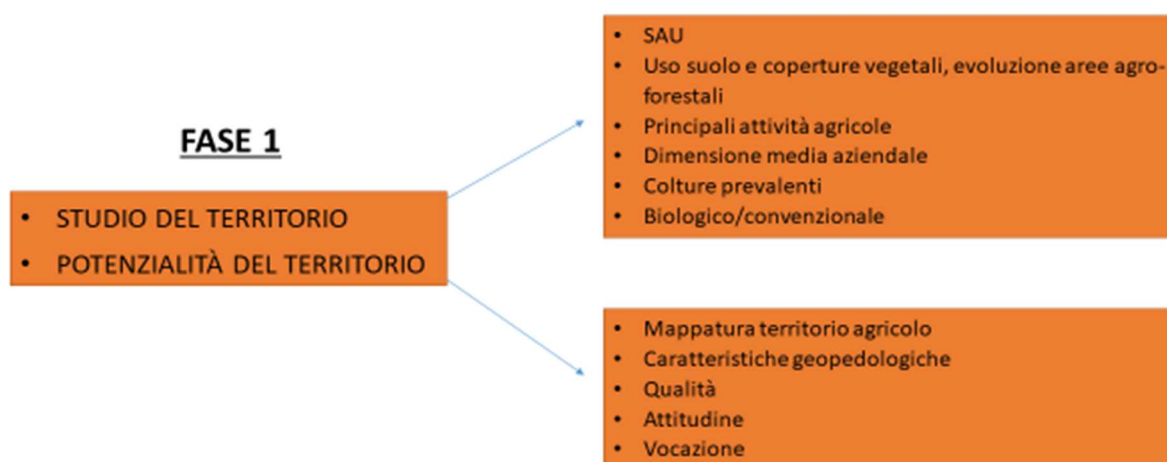 FASE 1
• STUDIO DEL TERRITORIO
• POTENZIALITÀ DEL TERRITORIO
• SAU
• Uso suolo e coperture vegetali, evoluzione aree agro-
forestali
• Principali attività agricole
• Dimensione media aziendale
• Colture prevalenti
• Biologico/convenzionale
• Mappatura territorio agricolo
• Caratteristiche geopedologiche
• Qualità
• Attitudine
• Vocazione